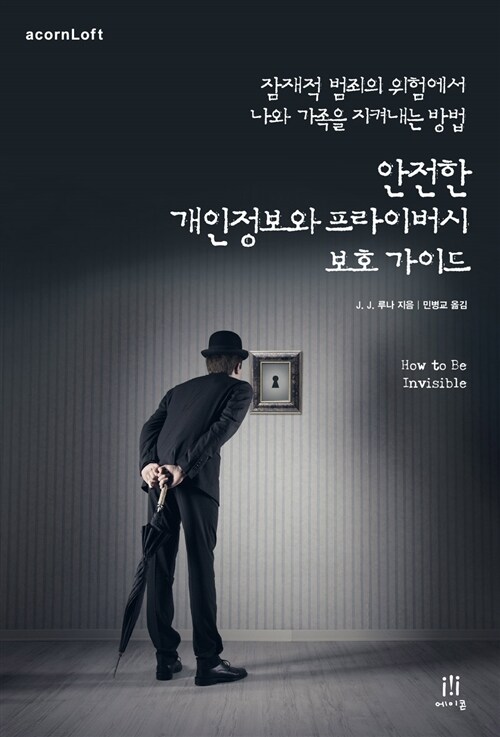 acornLoft
잠재적 범죄의 위험에서
나와 가족을 지켜내는 방법
안전한
개인정보와 프라이버시
보호 가이드
J. J. 루나 지음 | 민병교 옮김
How to Be
Invisible
에이콘